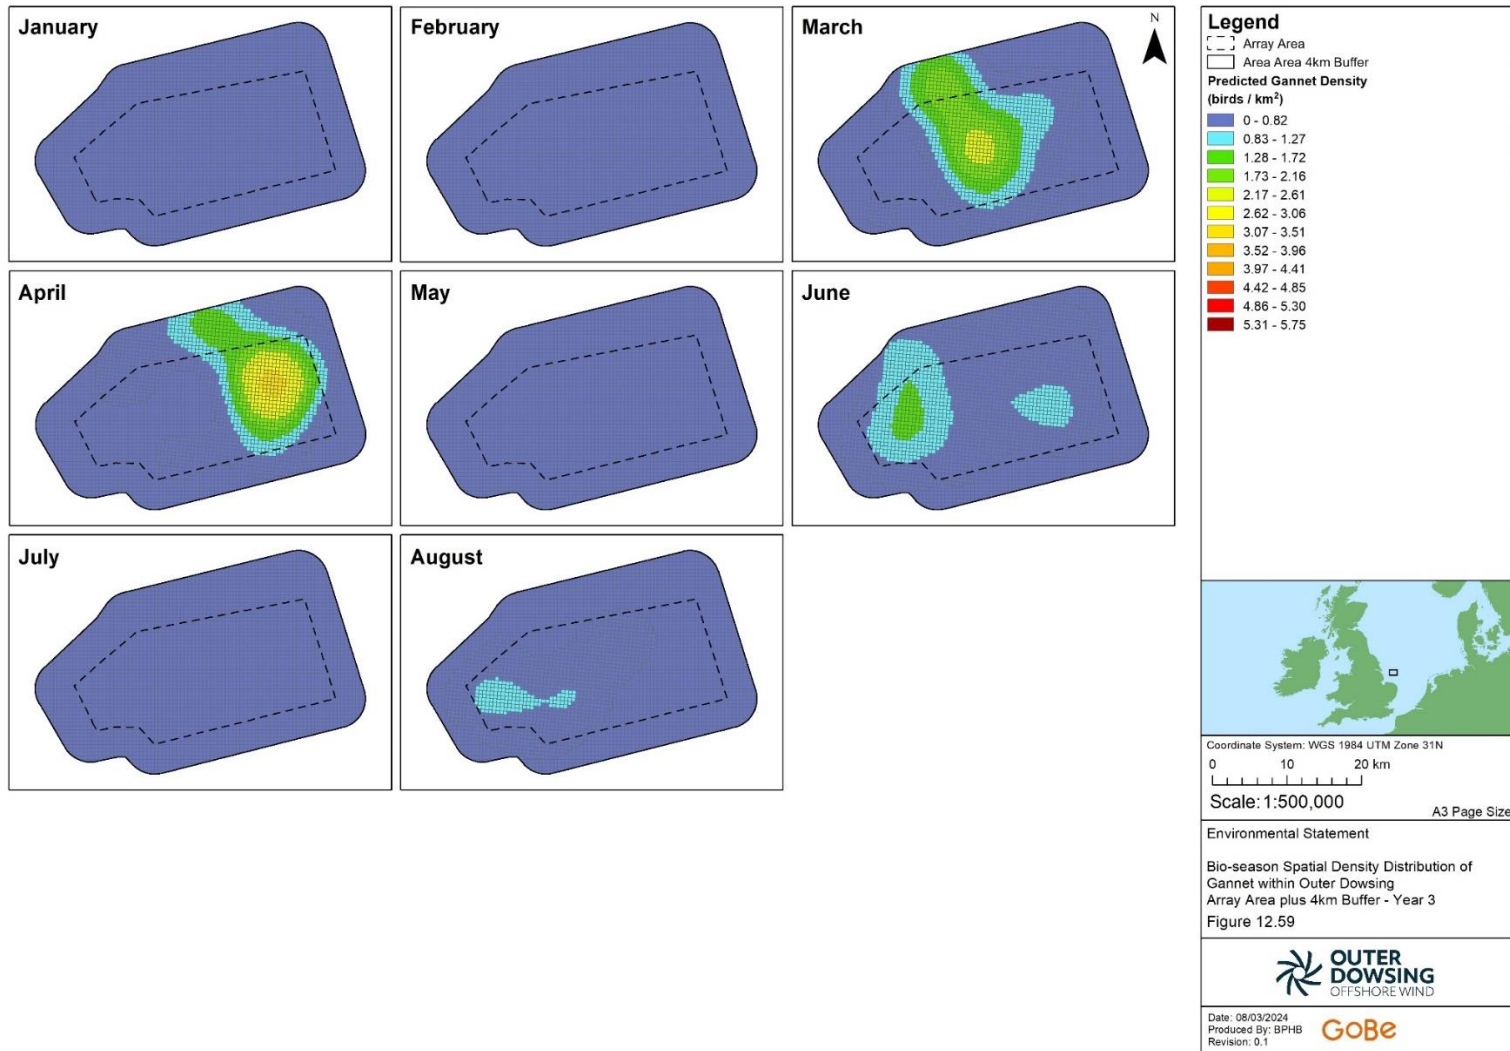 January
February
March
N
April
May
June
July
August
Legend
Array Area
Area Area 4km Buffer
Predicted Gannet Density
(birds / km²)
0 - 0.82
0.83 - 1.27
1.28 - 1.72
1.73 - 2.16
2.17 - 2.61
2.62 - 3.06
3.07 - 3.51
3.52 - 3.96
3.97 - 4.41
4.42 - 4.85
4.86 - 5.30
5.31 - 5.75
Coordinate System: WGS 1984 UTM Zone 31N
0 10 20 km
Scale: 1:500,000
A3 Page Size
Environmental Statement
Bio-season Spatial Density Distribution of
Gannet within Outer Dowsing
Array Area plus 4km Buffer - Year 3
Figure 12.59
OUTER
DOWSING
OFFSHORE WIND
Date: 08/03/2024
Produced By: BPHB
Revision: 0.1
GoBe